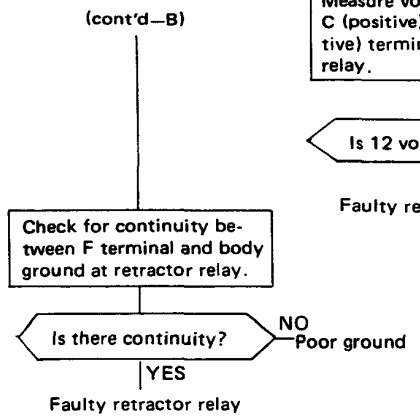 (cont'd—B)
Measure vo
C (positive)
tive) termin
relay.
Is 12 vo
Faulty re
Check for continuity be-
tween F terminal and body
ground at retractor relay.
Is there continuity?
NO
Poor ground
YES
Faulty retractor relay